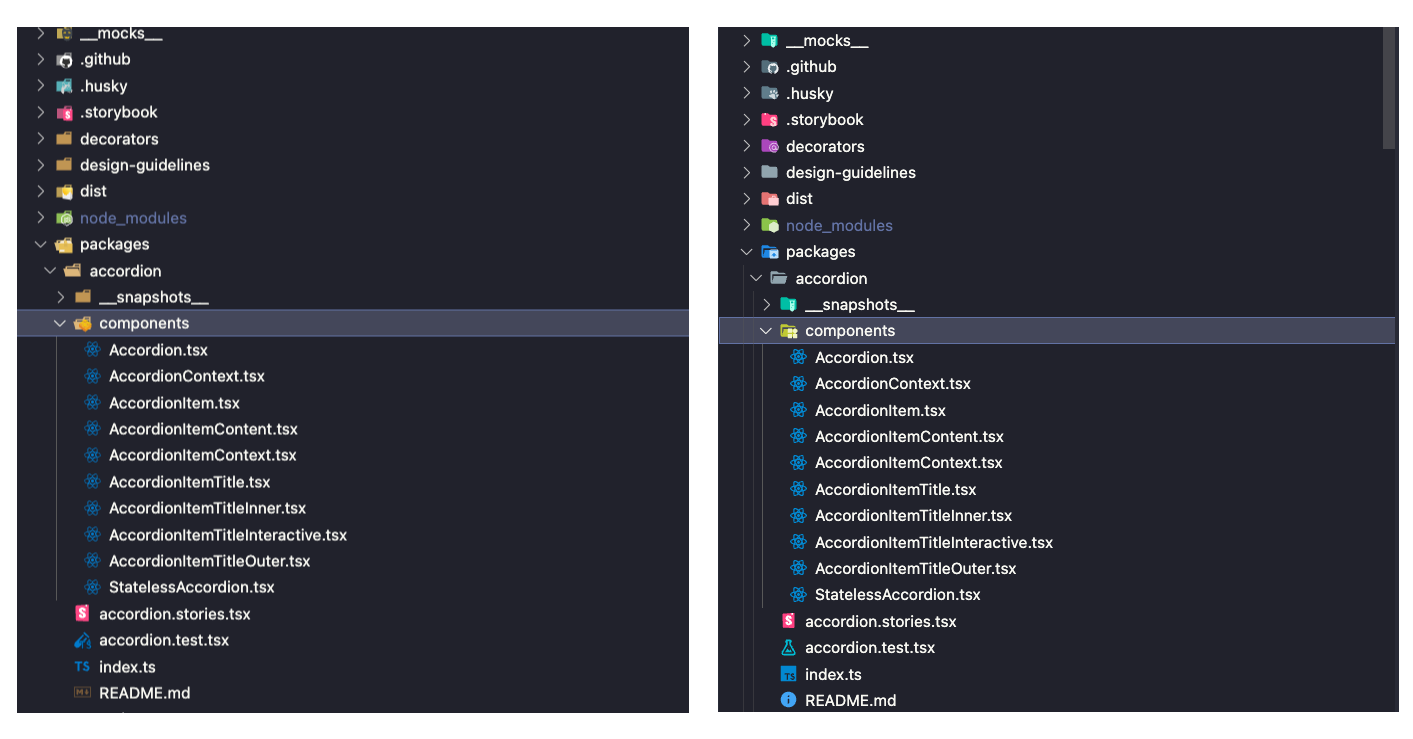 __mocks__
.github
.husky
.storybook
decorators
design-guidelines
dist
node_modules
packages
accordion
__snapshots__
components
Accordion.tsx
AccordionContext.tsx
AccordionItem.tsx
AccordionItemContent.tsx
AccordionItemContext.tsx
AccordionItemTitle.tsx
AccordionItemTitleInner.tsx
AccordionItemTitleInteractive.tsx
AccordionItemTitleOuter.tsx
StatelessAccordion.tsx
S accordion.stories.tsx
accordion.test.tsx
TS index.ts
M README.md
__mocks__
.github
.husky
.storybook
decorators
design-guidelines
dist
node_modules
packages
accordion
__snapshots__
components
Accordion.tsx
AccordionContext.tsx
AccordionItem.tsx
AccordionItemContent.tsx
AccordionItemContext.tsx
AccordionItemTitle.tsx
AccordionItemTitleInner.tsx
AccordionItemTitleInteractive.tsx
AccordionItemTitleOuter.tsx
StatelessAccordion.tsx
S accordion.stories.tsx
accordion.test.tsx
TS index.ts
README.md